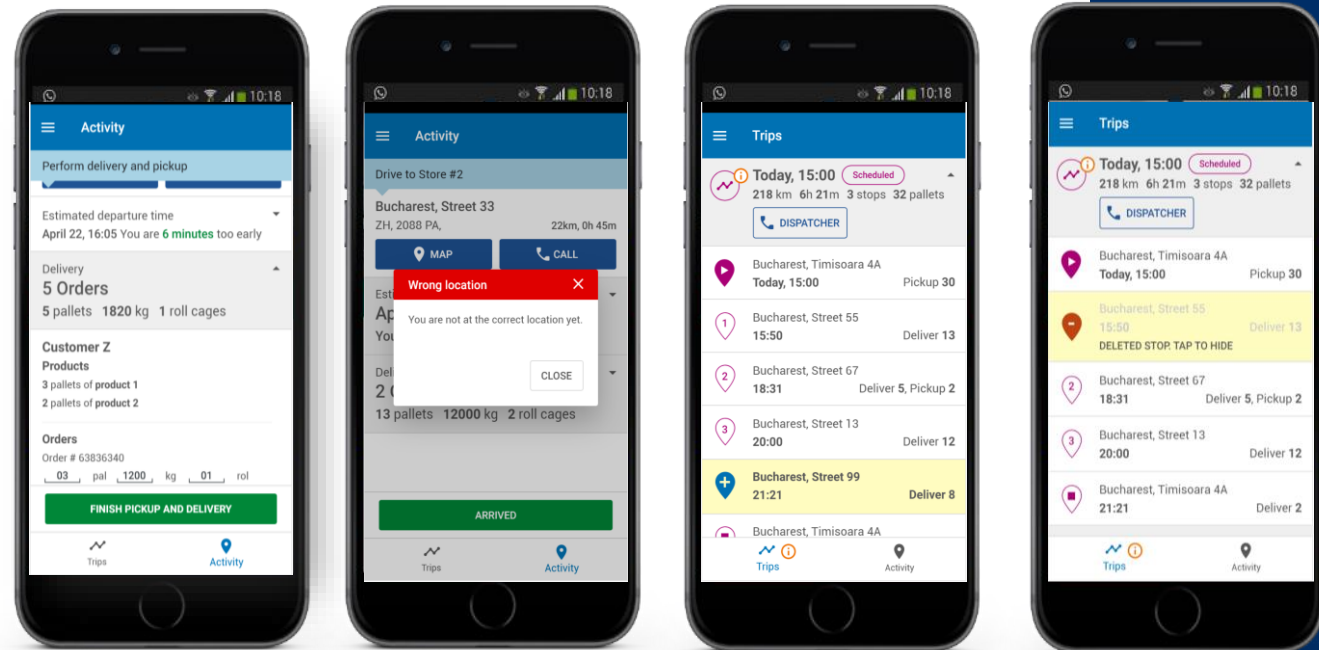 10:18
Activity
Perform delivery and pickup
Estimated departure time
April 22, 16:05 You are 6 minutes too early
Delivery
5 Orders
5 pallets 1820 kg 1 roll cages
Customer Z
Products
3 pallets of product 1
2 pallets of product 2
Orders
Order # 63836340
03 pal 1200 kg 01 rol
FINISH PICKUP AND DELIVERY
Trips
Activity
10:18
Activity
Drive to Store #2
Bucharest, Street 33
ZH, 2088 PA, 22km, 0h 45m
MAP CALL
Wrong location
You are not at the correct location yet.
CLOSE
Est
Ap
You
Del
2
13 pallets 12000 kg 2 roll cages
ARRIVED
Trips
Activity
10:18
Trips
Today, 15:00 Scheduled
218 km 6h 21m 3 stops 32 pallets
DISPATCHER
Bucharest, Timisoara 4A
Today, 15:00 Pickup 30
1 Bucharest, Street 55
15:50 Deliver 13
2 Bucharest, Street 67
18:31 Deliver 5, Pickup 2
3 Bucharest, Street 13
20:00 Deliver 12
Bucharest, Street 99
21:21 Deliver 8
Bucharest, Timisoara 4A
Trips
Activity
10:18
Trips
Today, 15:00 Scheduled
218 km 6h 21m 3 stops 32 pallets
DISPATCHER
Bucharest, Timisoara 4A
Today, 15:00 Pickup 30
Bucharest, Street 55
15:50 Deliver 13
DELETED STOP. TAP TO HIDE
2 Bucharest, Street 67
18:31 Deliver 5, Pickup 2
3 Bucharest, Street 13
20:00 Deliver 12
Bucharest, Timisoara 4A
21:21 Deliver 2
Trips
Activity